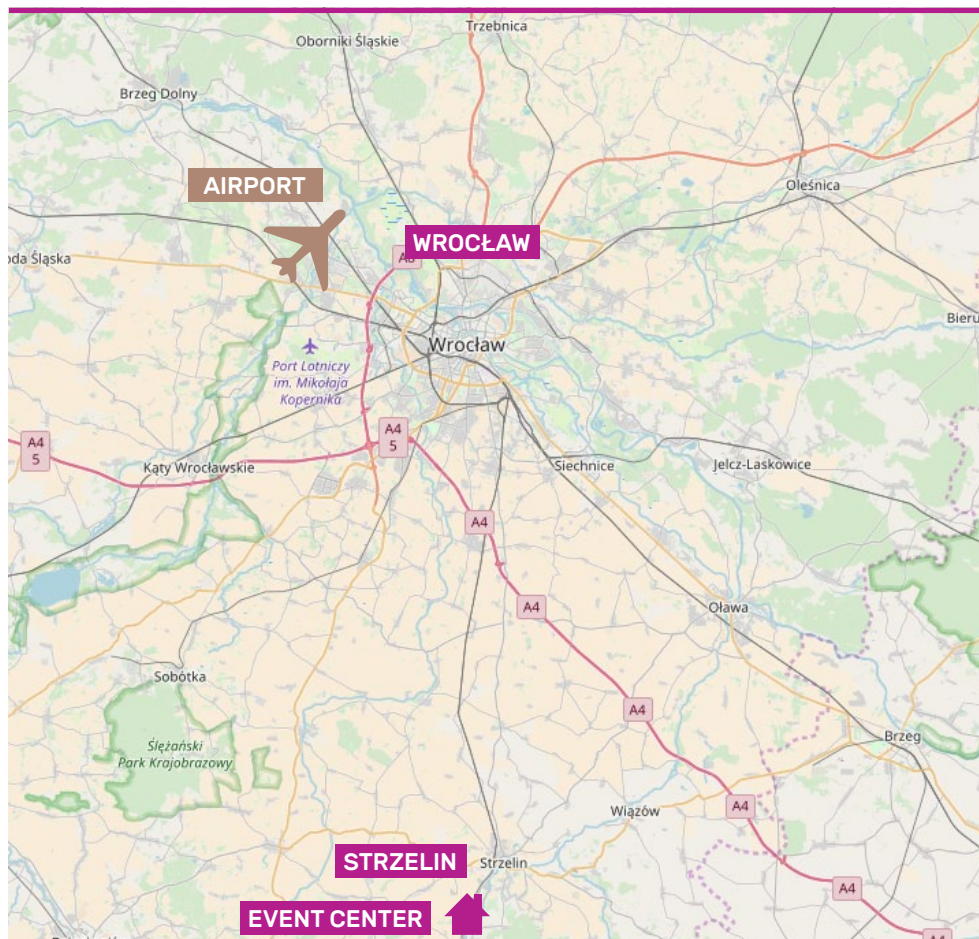 Trzebnica
Oborniki Śląskie
Brzeg Dolny
AIRPORT
Oleśnica
WROCŁAW
oda Śląska
Bieru
Wrocław
Port Lotniczy
im. Mikołaja
Kopernika
A4
5
A4
5
Kąty Wrocławskie
Siechnice
Jelcz-Laskowice
A4
A4
Oława
Sobótka
A4
Ślężański
Park Krajobrazowy
Brzeg
A4
Wiązów
STRZELIN
Strzelin
A4
EVENT CENTER
A4